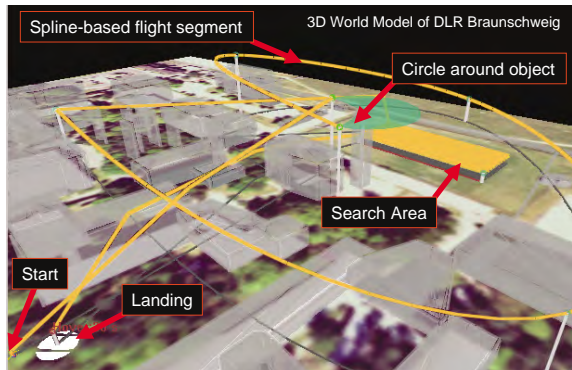 3D World Model of DLR Braunschweig
Spline-based flight segment
Circle around object
Search Area
Start
Landing